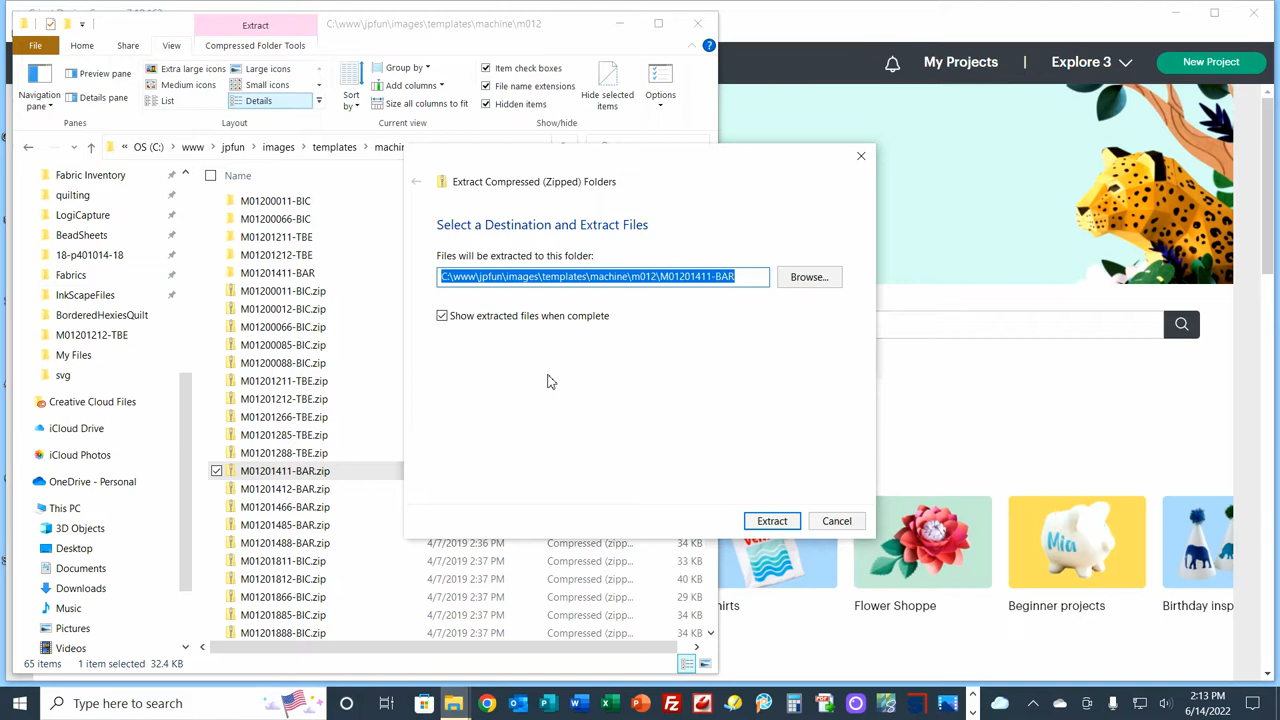 Extract
C:\www\jpfun\images\templates\machine\m012
File
Home
Share
View
Compressed Folder Tools
My Projects
|
Explore 3
New Project
Navigation pane
Preview pane
Details pane
Panes
Extra large icons
Large icons
Medium icons
Small icons
List
Details
Layout
Sort by
Group by
Add columns
Size all columns to fit
Current view
Item check boxes
File name extensions
Hidden items
Hide selected items
Show/hide
Options
« OS (C:) › www › jpfun › images › templates ›
Name
Fabric Inventory
quilting
LogiCapture
BeadSheets
18-p401014-18
Fabrics
InkScapeFiles
BorderedHexiesQuilt
M01201212-TBE
My Files
svg
Creative Cloud Files
iCloud Drive
iCloud Photos
OneDrive - Personal
This PC
3D Objects
Desktop
Documents
Downloads
Music
Pictures
Videos
M01200011-BIC
M01200066-BIC
M01201211-TBE
M01201212-TBE
M01201411-BAR
M01200011-BIC.zip
M01200012-BIC.zip
M01200066-BIC.zip
M01200085-BIC.zip
M01200088-BIC.zip
M01201211-TBE.zip
M01201212-TBE.zip
M01201266-TBE.zip
M01201285-TBE.zip
M01201288-TBE.zip
M01201411-BAR.zip
M01201412-BAR.zip
M01201466-BAR.zip
M01201485-BAR.zip
M01201488-BAR.zip 4/7/2019 2:36 PM Compressed (zipp... 34 KB
M01201811-BIC.zip 4/7/2019 2:37 PM Compressed (zipp... 33 KB
M01201812-BIC.zip 4/7/2019 2:37 PM Compressed (zipp... 40 KB
M01201866-BIC.zip 4/7/2019 2:37 PM Compressed (zipp... 29 KB
M01201885-BIC.zip 4/7/2019 2:37 PM Compressed (zipp... 34 KB
M01201888-BIC.zip 4/7/2019 2:37 PM Compressed (zipp... 34 KB
65 items 1 item selected 32.4 KB
Extract Compressed (Zipped) Folders
Select a Destination and Extract Files
Files will be extracted to this folder:
C:\www\jpfun\images\templates\machine\m012\M01201411-BAR
Browse...
Show extracted files when complete
Extract
Cancel
Mia
Flower Shoppe
Beginner projects
Type here to search
2:13 PM
6/14/2022